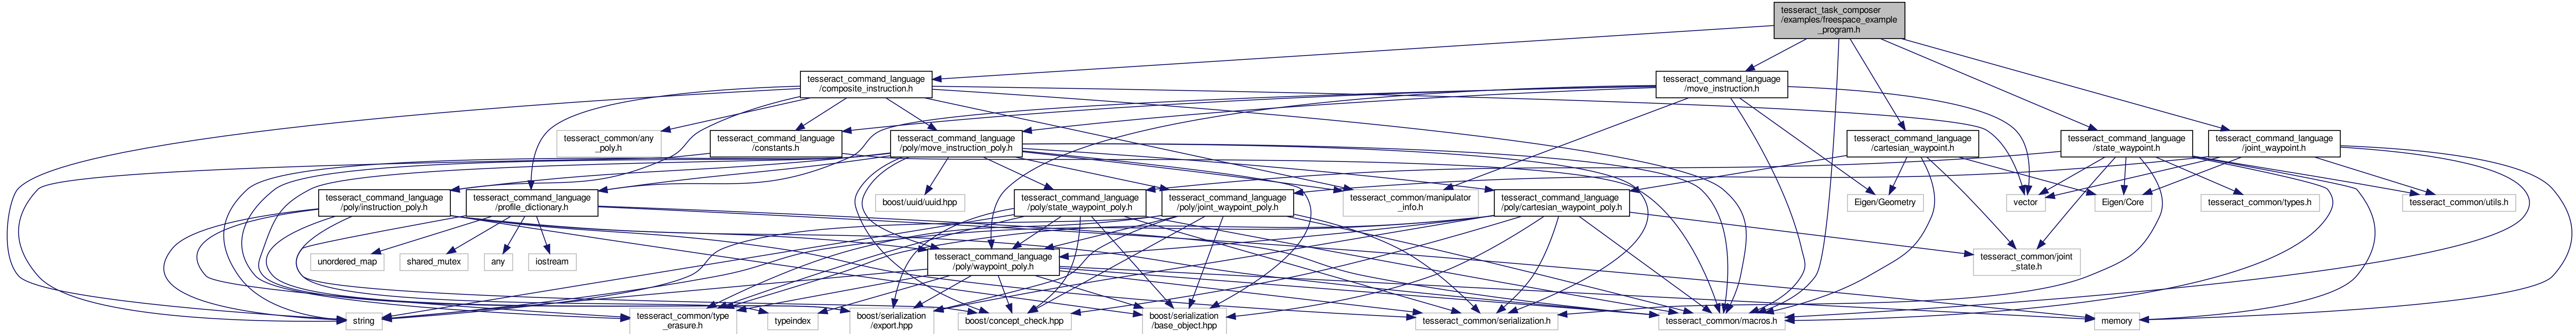 tesseract_task_composer
/examples/freespace_example
_program.h
tesseract_command_language
/composite_instruction.h
tesseract_command_language
/move_instruction.h
tesseract_common/any
_poly.h
tesseract_command_language
/constants.h
tesseract_command_language
/poly/move_instruction_poly.h
tesseract_command_language
/cartesian_waypoint.h
tesseract_command_language
/state_waypoint.h
tesseract_command_language
/joint_waypoint.h
tesseract_command_language
/poly/instruction_poly.h
tesseract_command_language
/profile_dictionary.h
boost/uuid/uuid.hpp
tesseract_command_language
/poly/state_waypoint_poly.h
tesseract_command_language
/poly/joint_waypoint_poly.h
tesseract_common/manipulator
_info.h
tesseract_command_language
/poly/cartesian_waypoint_poly.h
Eigen/Geometry
vector
Eigen/Core
tesseract_common/types.h
tesseract_common/utils.h
unordered_map
shared_mutex
any
iostream
tesseract_command_language
/poly/waypoint_poly.h
tesseract_common/joint
_state.h
string
tesseract_common/type
_erasure.h
typeindex
boost/serialization
/export.hpp
boost/concept_check.hpp
boost/serialization
/base_object.hpp
tesseract_common/serialization.h
tesseract_common/macros.h
memory